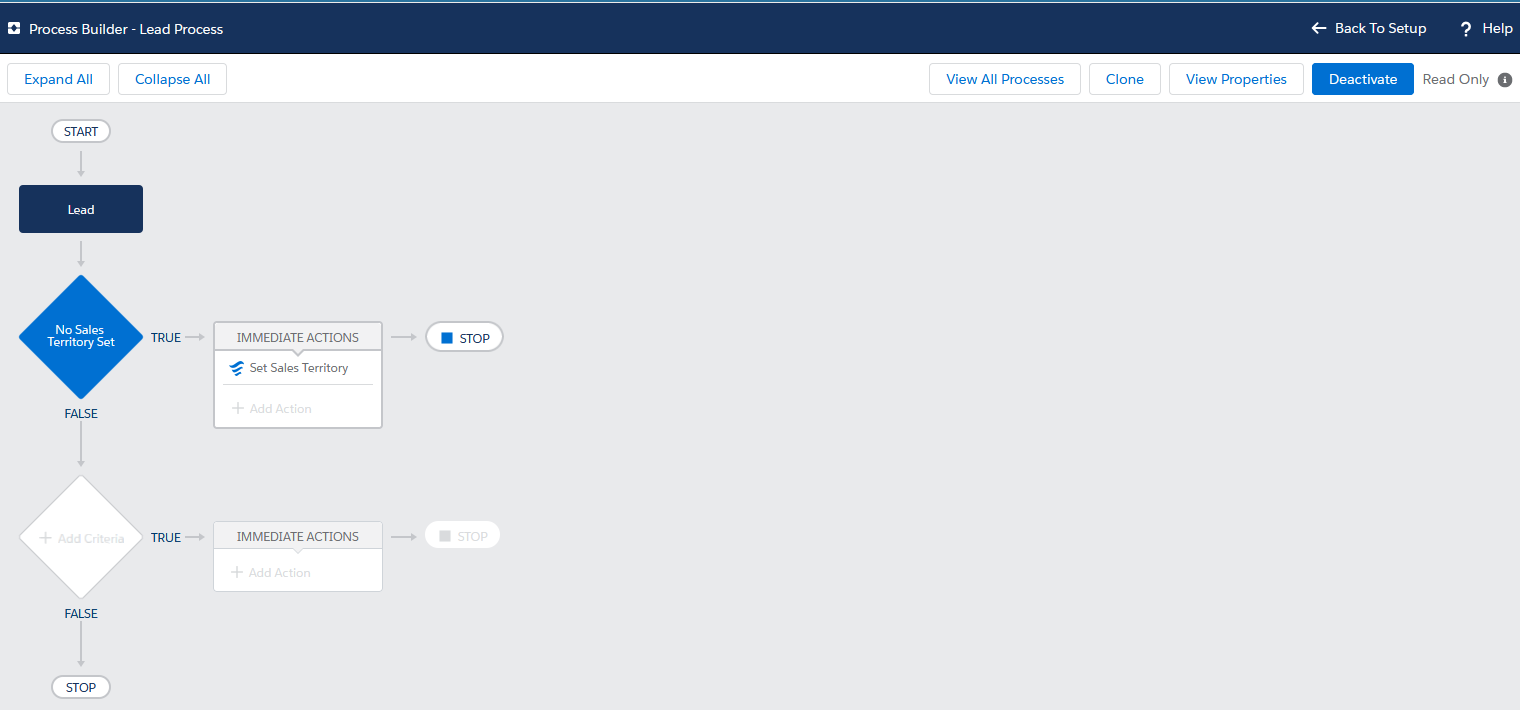 Process Builder - Lead Process
Back To Setup
Help
Expand All
Collapse All
View All Processes
Clone
View Properties
Deactivate
Read Only
START
Lead
No Sales
Territory Set
TRUE
IMMEDIATE ACTIONS
STOP
Set Sales Territory
Add Action
FALSE
Add Criteria
TRUE
IMMEDIATE ACTIONS
STOP
Add Action
FALSE
STOP